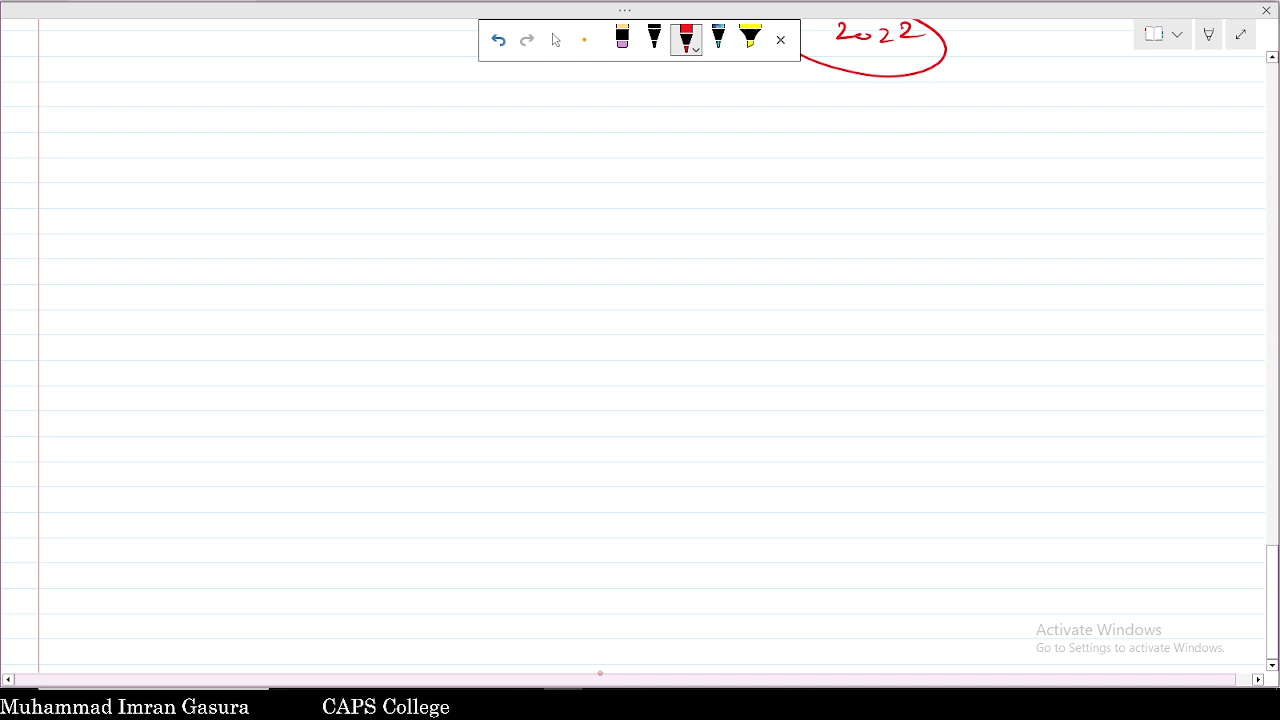 2022
Activate Windows
Go to Settings to activate Windows.
Muhammad Imran Gasura CAPS College